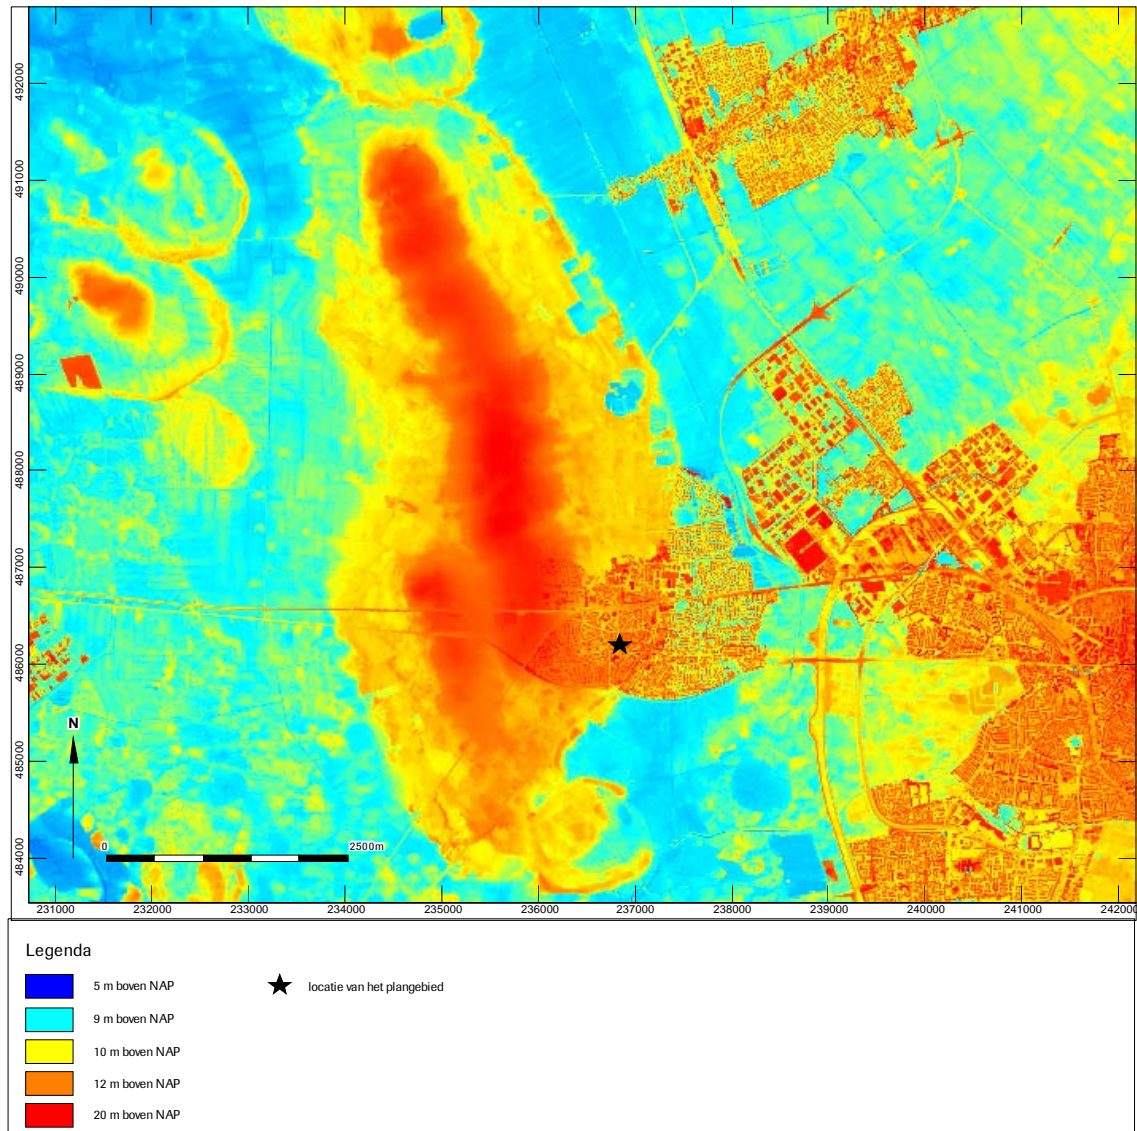 492000
491000
490000
489000
488000
487000
486000
485000
484000
N
0 2500m
231000 232000 233000 234000 235000 236000 237000 238000 239000 240000 241000 242000
Legenda
5 m boven NAP
locatie van het plangebied
9 m boven NAP
10 m boven NAP
12 m boven NAP
20 m boven NAP